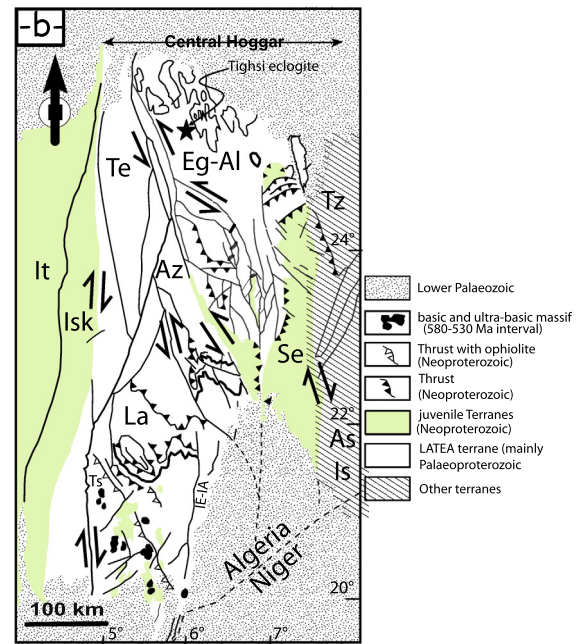 -b-
Central Hoggar
Tighsi eclogite
Te
Eg-Al
Tz
24°
It
Az
Isk
Se
La
22°
As
Is
Ts
IE-IA
Algeria
Niger
20°
100 km
5°
6°
7°
Lower Palaeozoic
basic and ultra-basic massif
(580-530 Ma interval)
Thrust with ophiolite
(Neoproterozoic)
Thrust
(Neoproterozoic)
juvenile Terranes
(Neoproterozoic)
LATEA terrane (mainly
Palaeoproterozoic
Other terranes